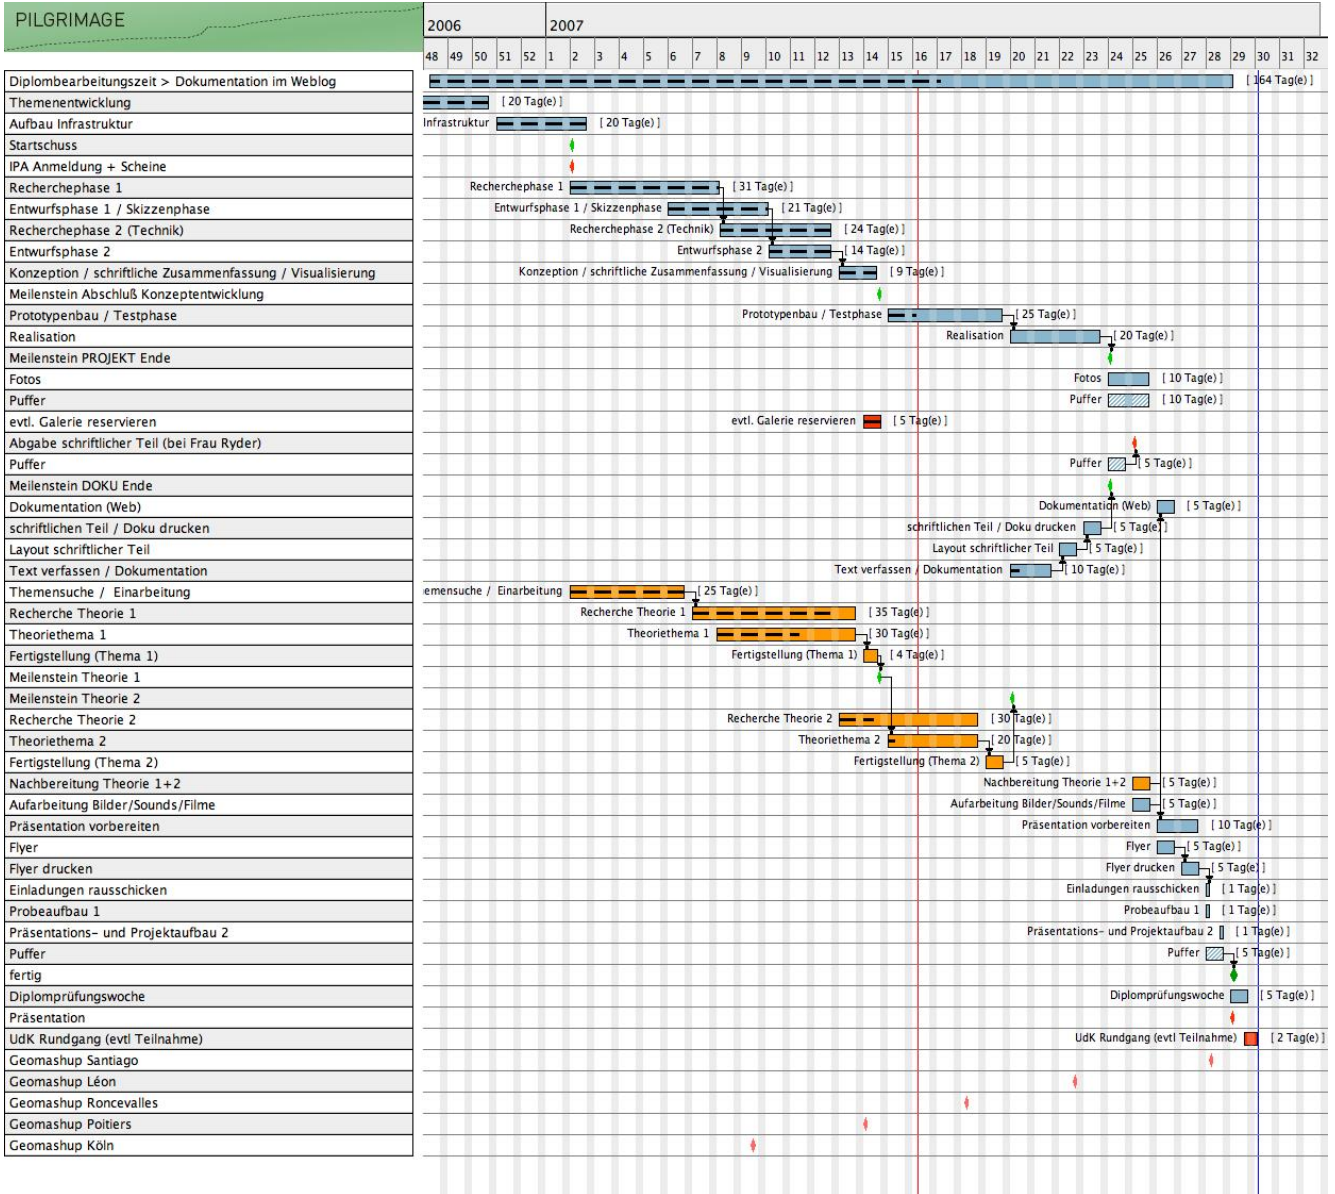 PILGRIMAGE
2006 2007
48 49 50 51 52 1 2 3 4 5 6 7 8 9 10 11 12 13 14 15 16 17 18 19 20 21 22 23 24 25 26 27 28 29 30 31 32
Diplombearbeitungszeit > Dokumentation im Weblog [ 164 Tag(e) ]
Themenentwicklung [ 20 Tag(e) ]
Aufbau Infrastruktur Infrastruktur [ 20 Tag(e) ]
Startschuss
IPA Anmeldung + Scheine
Recherchephase 1 Recherchephase 1 [ 31 Tag(e) ]
Entwurfsphase 1 / Skizzenphase Entwurfsphase 1 / Skizzenphase [ 21 Tag(e) ]
Recherchephase 2 (Technik) Recherchephase 2 (Technik) [ 24 Tag(e) ]
Entwurfsphase 2 Entwurfsphase 2 [ 14 Tag(e) ]
Konzeption / schriftliche Zusammenfassung / Visualisierung Konzeption / schriftliche Zusammenfassung / Visualisierung [ 9 Tag(e) ]
Meilenstein Abschluß Konzeptentwicklung
Prototypenbau / Testphase Prototypenbau / Testphase [ 25 Tag(e) ]
Realisation Realisation [ 20 Tag(e) ]
Meilenstein PROJEKT Ende
Fotos Fotos [ 10 Tag(e) ]
Puffer Puffer [ 10 Tag(e) ]
evtl. Galerie reservieren evtl. Galerie reservieren [ 5 Tag(e) ]
Abgabe schriftlicher Teil (bei Frau Ryder)
Puffer Puffer [ 5 Tag(e) ]
Meilenstein DOKU Ende
Dokumentation (Web) Dokumentation (Web) [ 5 Tag(e) ]
schriftlichen Teil / Doku drucken schriftlichen Teil / Doku drucken [ 5 Tag(e) ]
Layout schriftlicher Teil Layout schriftlicher Teil [ 5 Tag(e) ]
Text verfassen / Dokumentation Text verfassen / Dokumentation [ 10 Tag(e) ]
Themensuche / Einarbeitung emensuche / Einarbeitung [ 25 Tag(e) ]
Recherche Theorie 1 Recherche Theorie 1 [ 35 Tag(e) ]
Theoriethema 1 Theoriethema 1 [ 30 Tag(e) ]
Fertigstellung (Thema 1) Fertigstellung (Thema 1) [ 4 Tag(e) ]
Meilenstein Theorie 1
Meilenstein Theorie 2
Recherche Theorie 2 Recherche Theorie 2 [ 30 Tag(e) ]
Theoriethema 2 Theoriethema 2 [ 20 Tag(e) ]
Fertigstellung (Thema 2) Fertigstellung (Thema 2) [ 5 Tag(e) ]
Nachbereitung Theorie 1+2 Nachbereitung Theorie 1+2 [ 5 Tag(e) ]
Aufarbeitung Bilder/Sounds/Filme Aufarbeitung Bilder/Sounds/Filme [ 5 Tag(e) ]
Präsentation vorbereiten Präsentation vorbereiten [ 10 Tag(e) ]
Flyer Flyer [ 5 Tag(e) ]
Flyer drucken Flyer drucken [ 5 Tag(e) ]
Einladungen rausschicken Einladungen rausschicken [ 1 Tag(e) ]
Probeaufbau 1 Probeaufbau 1 [ 1 Tag(e) ]
Präsentations- und Projektaufbau 2 Präsentations- und Projektaufbau 2 [ 1 Tag(e) ]
Puffer Puffer [ 5 Tag(e) ]
fertig
Diplomprüfungswoche Diplomprüfungswoche [ 5 Tag(e) ]
Präsentation
UdK Rundgang (evtl Teilnahme) UdK Rundgang (evtl Teilnahme) [ 2 Tag(e) ]
Geomashup Santiago
Geomashup Léon
Geomashup Roncevalles
Geomashup Poitiers
Geomashup Köln